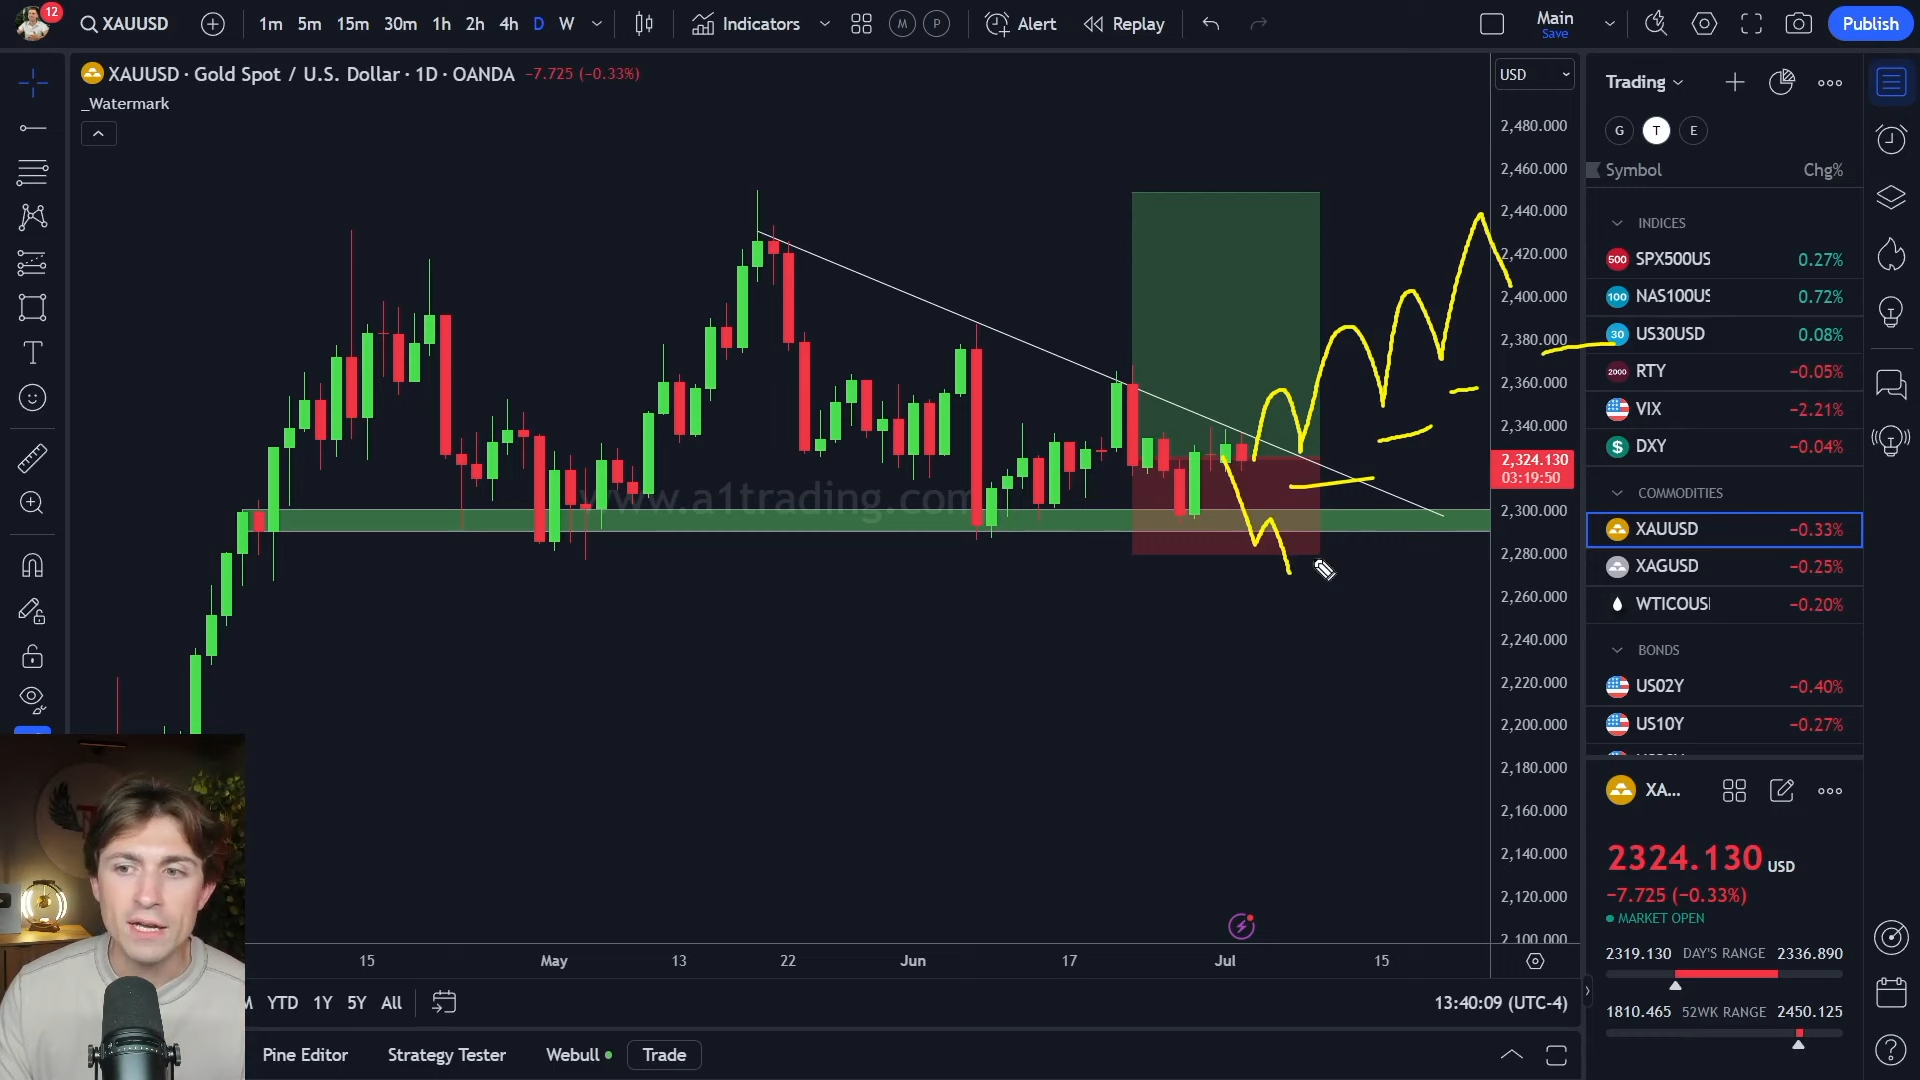 12
XAUUSD
1m 5m 15m 30m 1h 2h 4h D W
Indicators
M P
Alert
Replay
Main
Save
Publish
XAUUSD · Gold Spot / U.S. Dollar · 1D · OANDA −7.725 (−0.33%)
_Watermark
USD
2,480.000
2,460.000
2,440.000
2,420.000
2,400.000
2,380.000
2,360.000
2,340.000
2,324.130
03:19:50
2,300.000
2,280.000
2,260.000
2,240.000
2,220.000
2,200.000
2,180.000
2,160.000
2,140.000
2,120.000
2,100.000
www.a1trading.com
15 May 13 22 Jun 17 Jul 15
YTD 1Y 5Y All
13:40:09 (UTC-4)
Pine Editor
Strategy Tester
Webull
Trade
Trading
G T E
Symbol Chg%
INDICES
500 SPX500US 0.27%
100 NAS100US 0.72%
30 US30USD 0.08%
2000 RTY −0.05%
VIX −2.21%
$ DXY −0.04%
COMMODITIES
XAUUSD −0.33%
XAGUSD −0.25%
WTICOUS −0.20%
BONDS
US02Y −0.40%
US10Y −0.27%
XA...
2324.130 USD
−7.725 (−0.33%)
MARKET OPEN
2319.130 DAY'S RANGE 2336.890
1810.465 52WK RANGE 2450.125